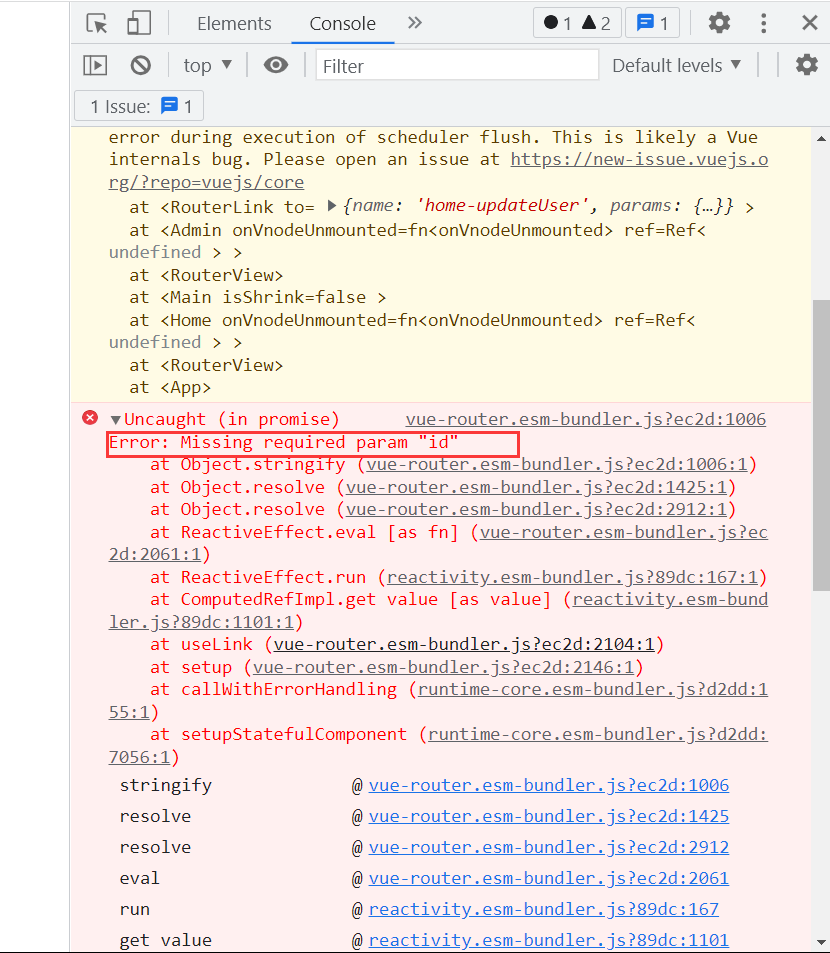 Elements Console 1 2 1
top Filter Default levels
1 Issue: 1
error during execution of scheduler flush. This is likely a Vue
internals bug. Please open an issue at https://new-issue.vuejs.o
rg/?repo=vuejs/core
at <RouterLink to= {name: 'home-updateUser', params: {…}} >
at <Admin onVnodeUnmounted=fn<onVnodeUnmounted> ref=Ref<
undefined > >
at <RouterView>
at <Main isShrink=false >
at <Home onVnodeUnmounted=fn<onVnodeUnmounted> ref=Ref<
undefined > >
at <RouterView>
at <App>
Uncaught (in promise) vue-router.esm-bundler.js?ec2d:1006
Error: Missing required param "id"
at Object.stringify (vue-router.esm-bundler.js?ec2d:1006:1)
at Object.resolve (vue-router.esm-bundler.js?ec2d:1425:1)
at Object.resolve (vue-router.esm-bundler.js?ec2d:2912:1)
at ReactiveEffect.eval [as fn] (vue-router.esm-bundler.js?ec
2d:2061:1)
at ReactiveEffect.run (reactivity.esm-bundler.js?89dc:167:1)
at ComputedRefImpl.get value [as value] (reactivity.esm-bund
ler.js?89dc:1101:1)
at useLink (vue-router.esm-bundler.js?ec2d:2104:1)
at setup (vue-router.esm-bundler.js?ec2d:2146:1)
at callWithErrorHandling (runtime-core.esm-bundler.js?d2dd:1
55:1)
at setupStatefulComponent (runtime-core.esm-bundler.js?d2dd:
7056:1)
stringify @ vue-router.esm-bundler.js?ec2d:1006
resolve @ vue-router.esm-bundler.js?ec2d:1425
resolve @ vue-router.esm-bundler.js?ec2d:2912
eval @ vue-router.esm-bundler.js?ec2d:2061
run @ reactivity.esm-bundler.js?89dc:167
get value @ reactivity.esm-bundler.js?89dc:1101